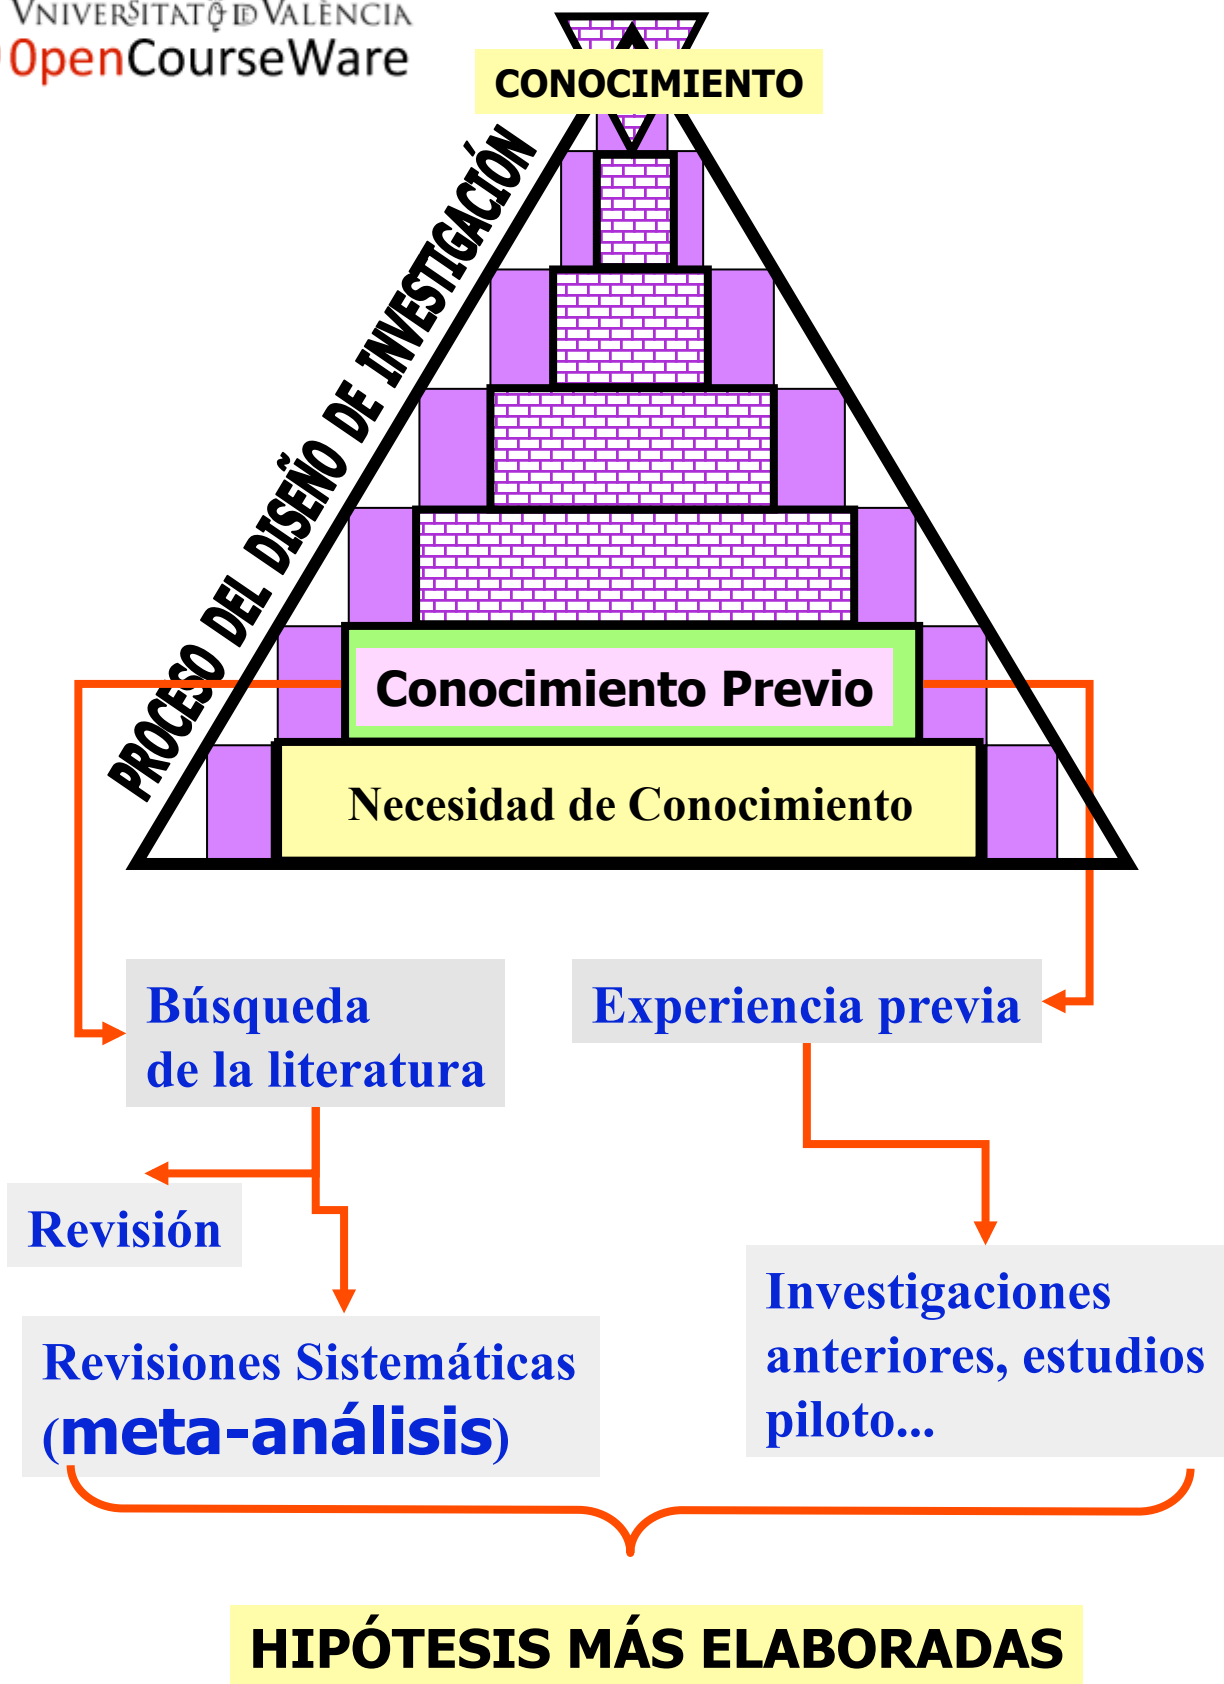 VNIVERSITATǬ DE VALÈNCIA
OpenCourseWare
CONOCIMIENTO
PROCESO DEL DISEÑO DE INVESTIGACIÓN
Conocimiento Previo
Necesidad de Conocimiento
Búsqueda
de la literatura
Experiencia previa
Revisión
Revisiones Sistemáticas
(meta-análisis)
Investigaciones
anteriores, estudios
piloto...
HIPÓTESIS MÁS ELABORADAS